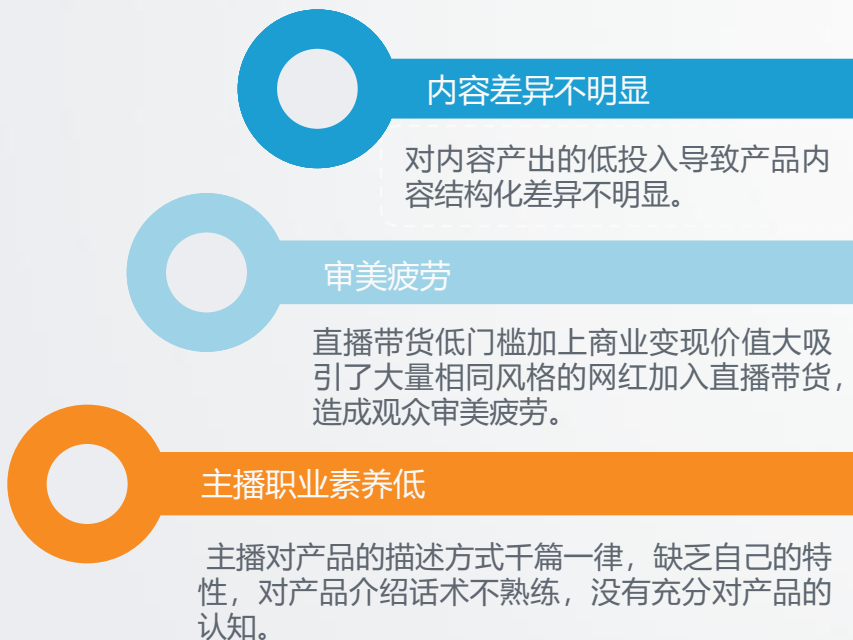 内容差异不明显
对内容产出的低投入导致产品内
容结构化差异不明显。
审美疲劳
直播带货低门槛加上商业变现价值大吸
引了大量相同风格的网红加入直播带货，
造成观众审美疲劳。
主播职业素养低
主播对产品的描述方式千篇一律，缺乏自己的特
性，对产品介绍话术不熟练，没有充分对产品的
认知。